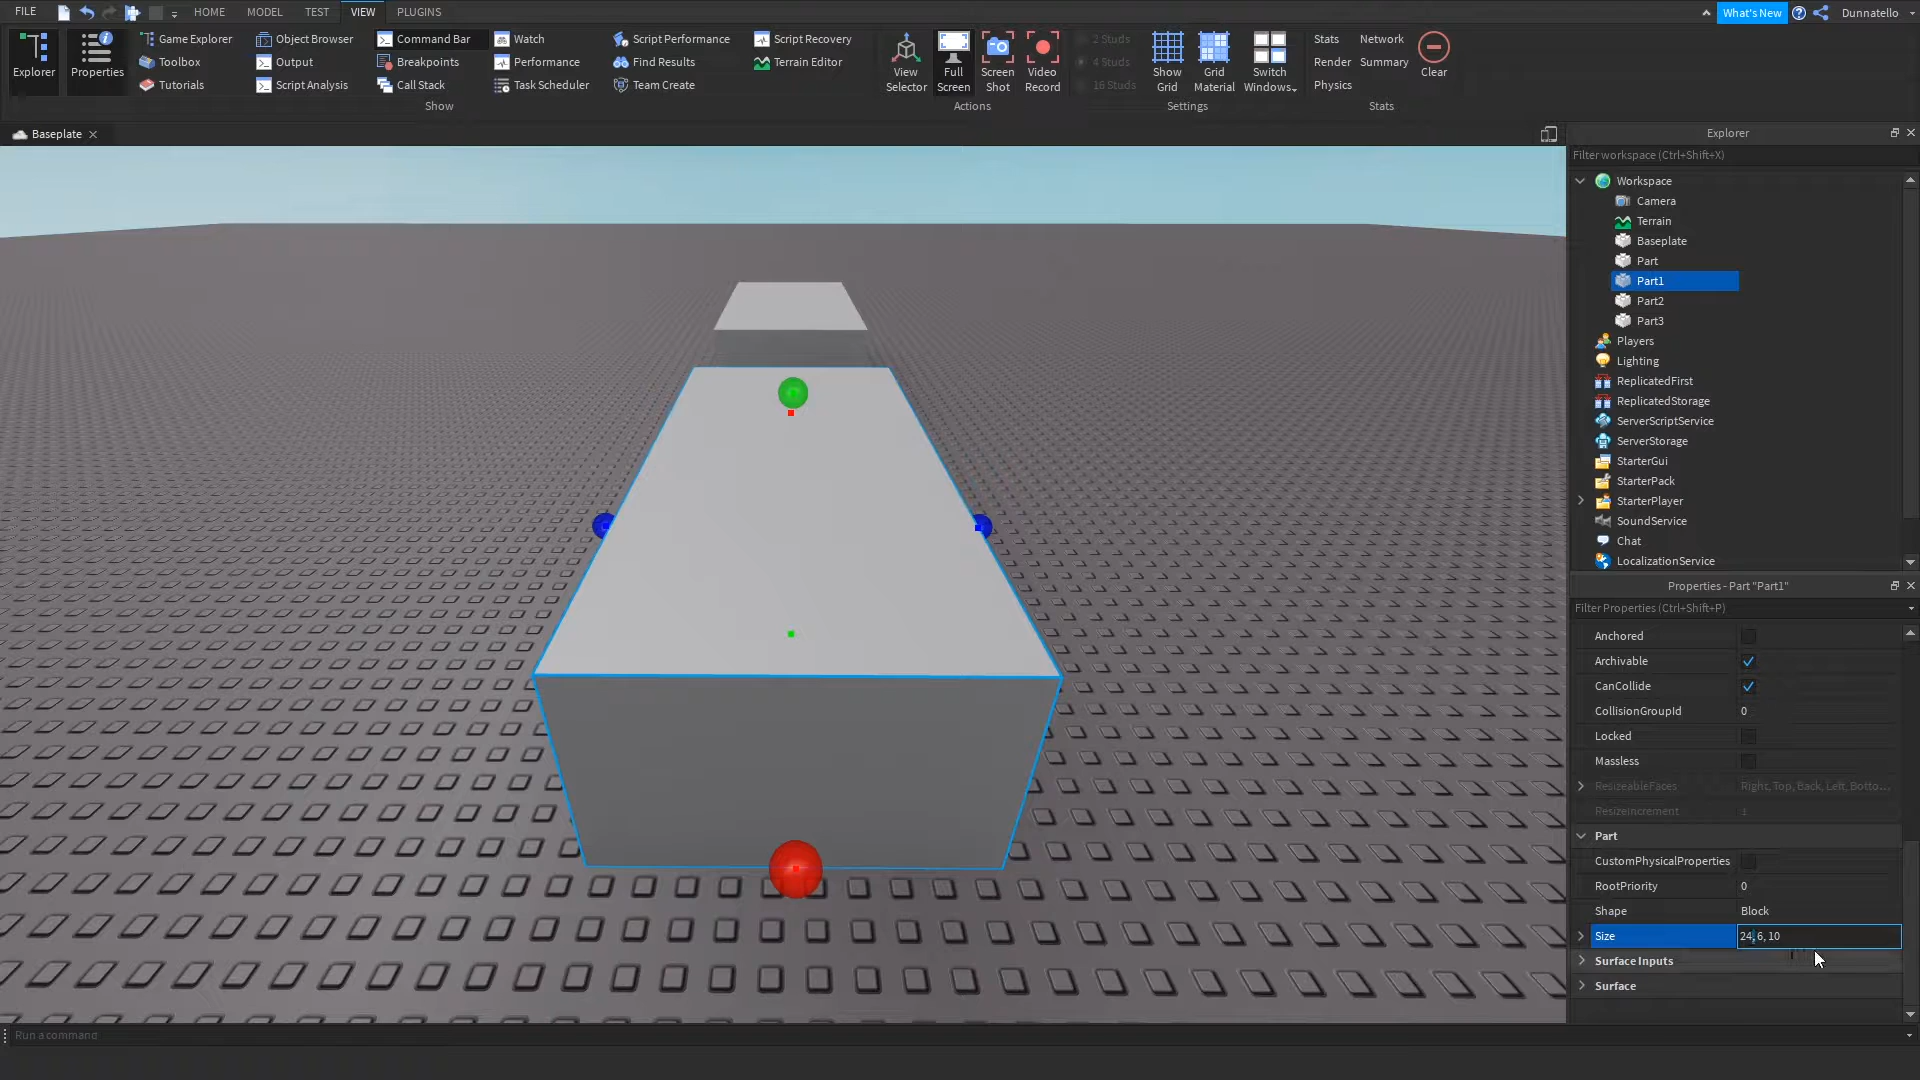 FILE HOME MODEL TEST VIEW PLUGINS What's New Dunnatello
Explorer
Properties
Game Explorer
Toolbox
Tutorials
Object Browser
Output
Script Analysis
Command Bar
Breakpoints
Call Stack
Watch
Performance
Task Scheduler
Script Performance
Find Results
Team Create
Script Recovery
Terrain Editor
Show
View Selector
Full Screen
Screen Shot
Video Record
Actions
2 Studs
4 Studs
16 Studs
Show Grid
Grid Material
Switch Windows
Settings
Stats
Render
Physics
Network
Summary
Clear
Stats
Baseplate
Explorer
Filter workspace (Ctrl+Shift+X)
Workspace
Camera
Terrain
Baseplate
Part
Part1
Part2
Part3
Players
Lighting
ReplicatedFirst
ReplicatedStorage
ServerScriptService
ServerStorage
StarterGui
StarterPack
StarterPlayer
SoundService
Chat
LocalizationService
Properties - Part "Part1"
Filter Properties (Ctrl+Shift+P)
Anchored
Archivable
CanCollide
CollisionGroupId 0
Locked
Massless
ResizeableFaces Right, Top, Back, Left, Botto...
ResizeIncrement 1
Part
CustomPhysicalProperties
RootPriority 0
Shape Block
Size 24, 6, 10
Surface Inputs
Surface
Run a command